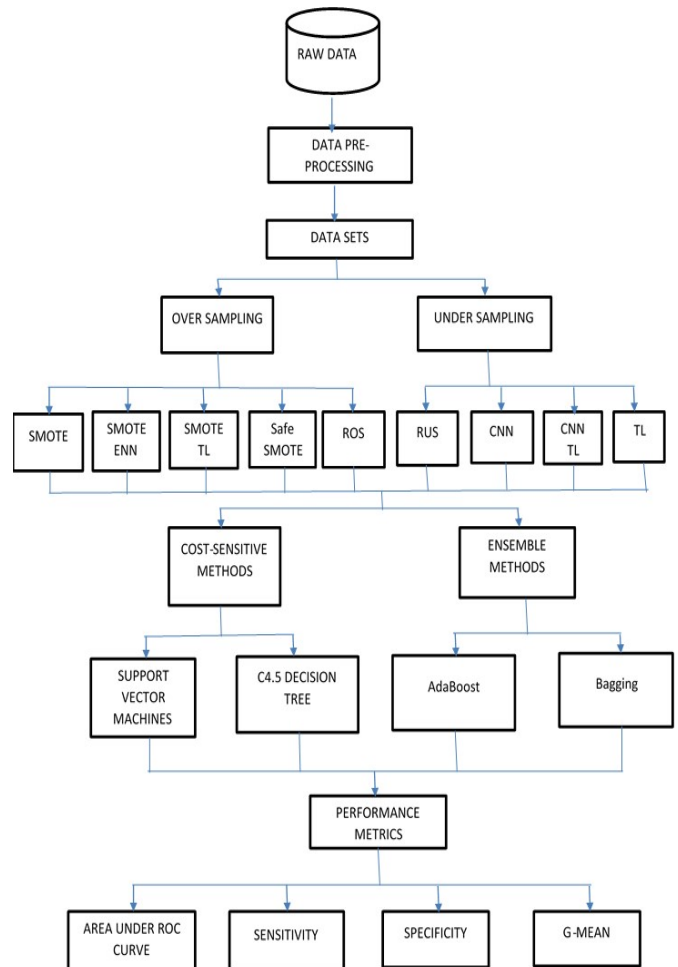 RAW DATA
DATA PRE-
PROCESSING
DATA SETS
OVER SAMPLING
UNDER SAMPLING
SMOTE
SMOTE
ENN
SMOTE
TL
Safe
SMOTE
ROS
RUS
CNN
CNN
TL
TL
COST-SENSITIVE
METHODS
ENSEMBLE
METHODS
SUPPORT
VECTOR
MACHINES
C4.5 DECISION
TREE
AdaBoost
Bagging
PERFORMANCE
METRICS
AREA UNDER ROC
CURVE
SENSITIVITY
SPECIFICITY
G-MEAN